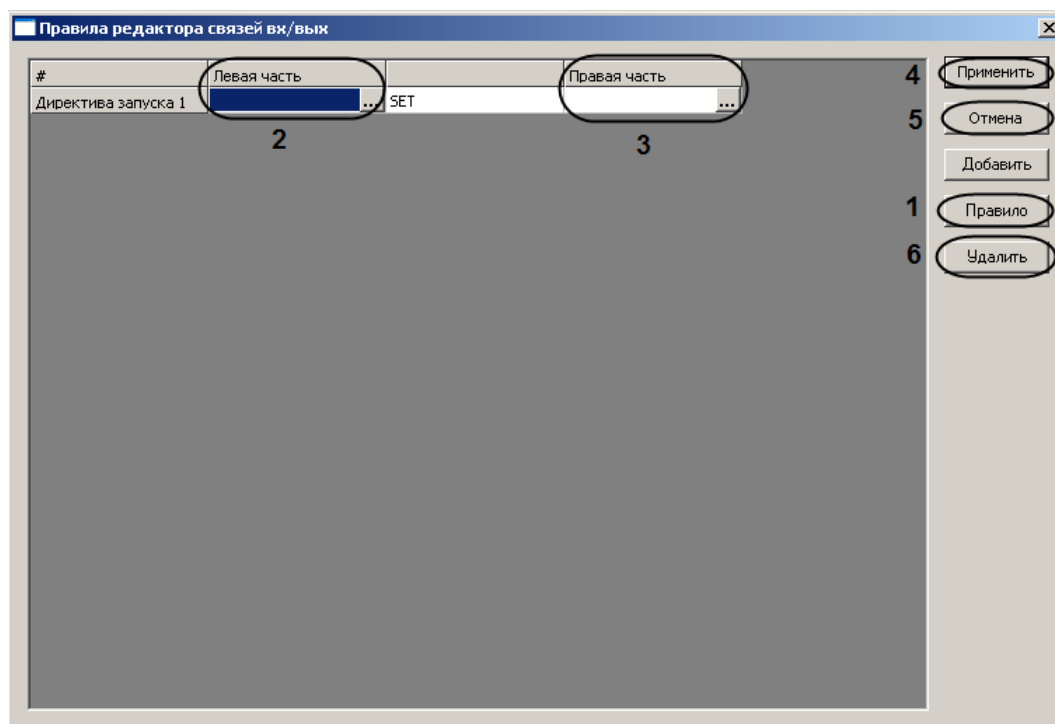 Правила редактора связей вх/вых
# Левая часть Правая часть
Директива запуска 1 ... SET ...
2 3
4 Применить
5 Отмена
Добавить
1 Правило
6 Удалить